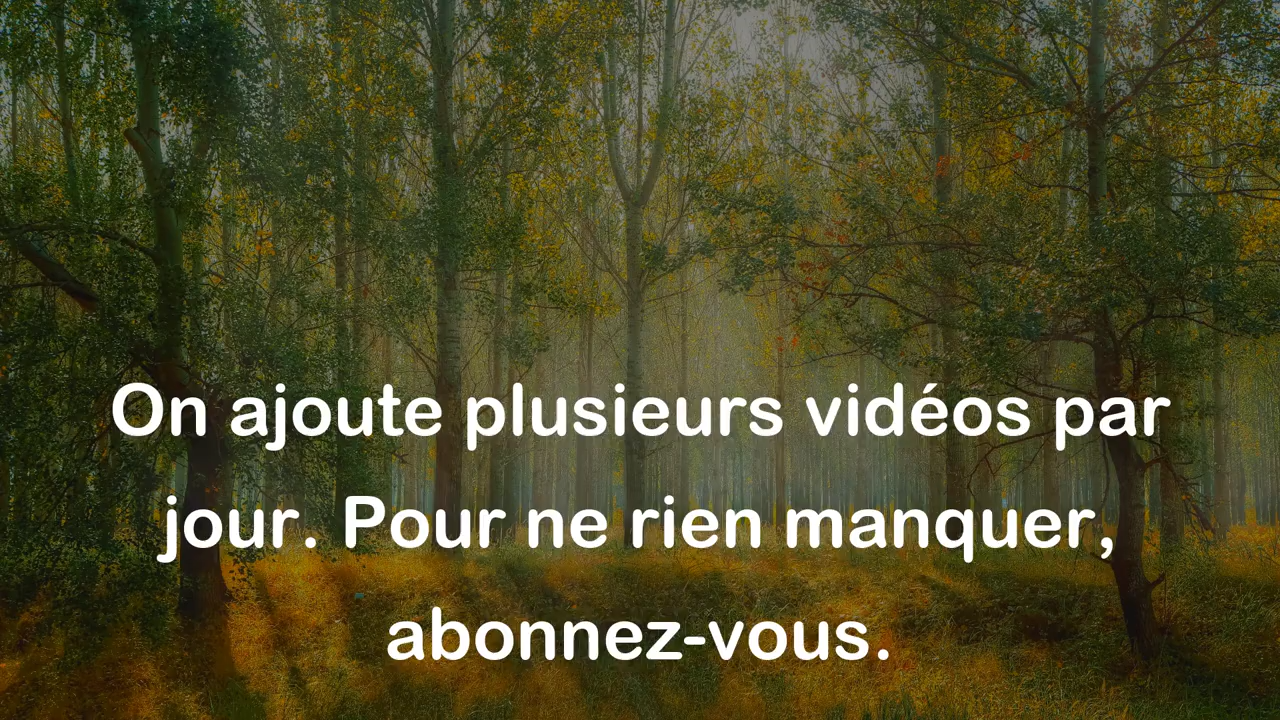 On ajoute plusieurs vidéos par
jour. Pour ne rien manquer,
abonnez-vous.